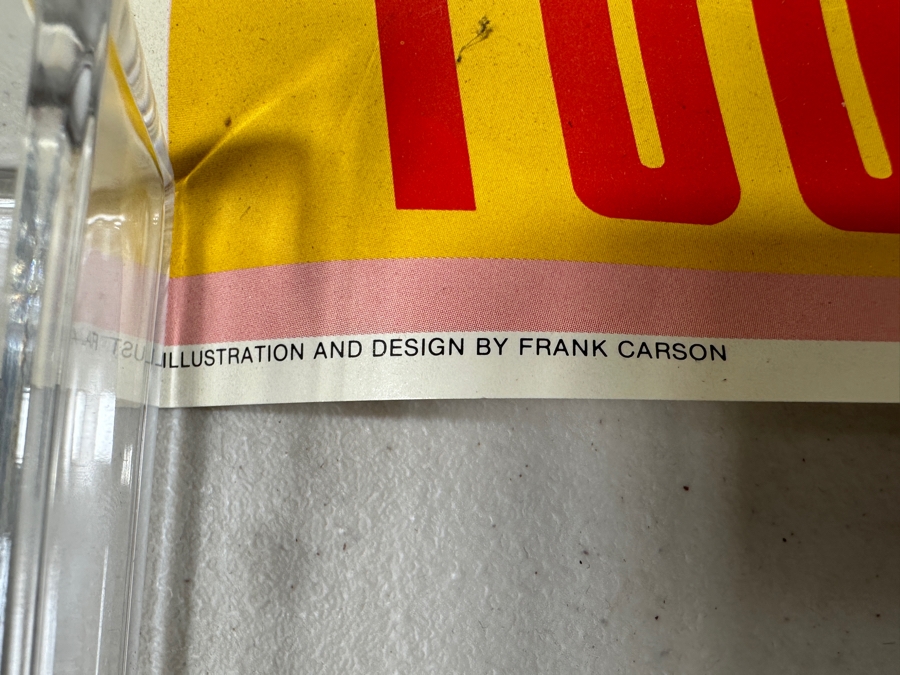 ILLUSTRATION AND DESIGN BY FRANK CARSON